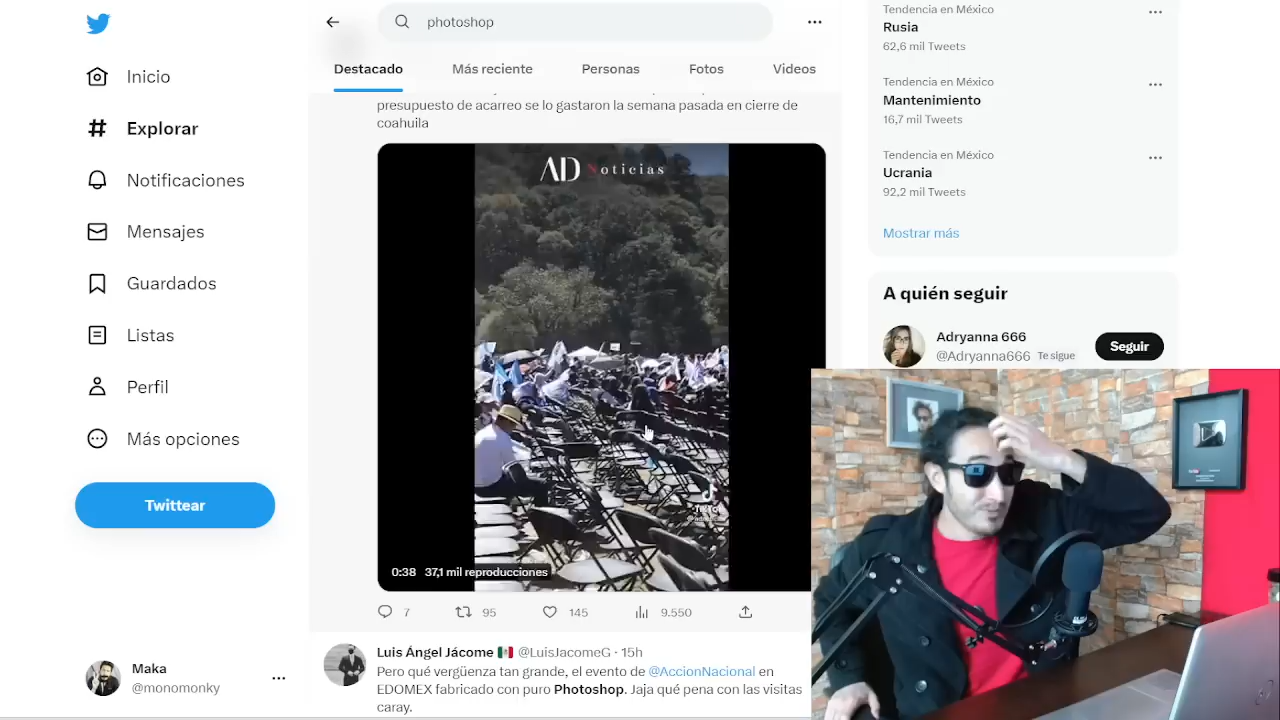 Inicio
Explorar
Notificaciones
Mensajes
Guardados
Listas
Perfil
Más opciones
Twittear
Maka
@monomonky
photoshop
Destacado
Más reciente
Personas
Fotos
Videos
presupuesto de acarreo se lo gastaron la semana pasada en cierre de
coahuila
AD Noticias
TikTok
0:38 37,1 mil reproducciones
7
95
145
9.550
Luis Ángel Jácome @LuisJacomeG · 15h
Pero qué vergüenza tan grande, el evento de @AccionNacional en
EDOMEX fabricado con puro Photoshop. Jaja qué pena con las visitas
caray.
Tendencia en México
Rusia
62,6 mil Tweets
Tendencia en México
Mantenimiento
16,7 mil Tweets
Tendencia en México
Ucrania
92,2 mil Tweets
Mostrar más
A quién seguir
Adryanna 666
@Adryanna666 Te sigue
Seguir